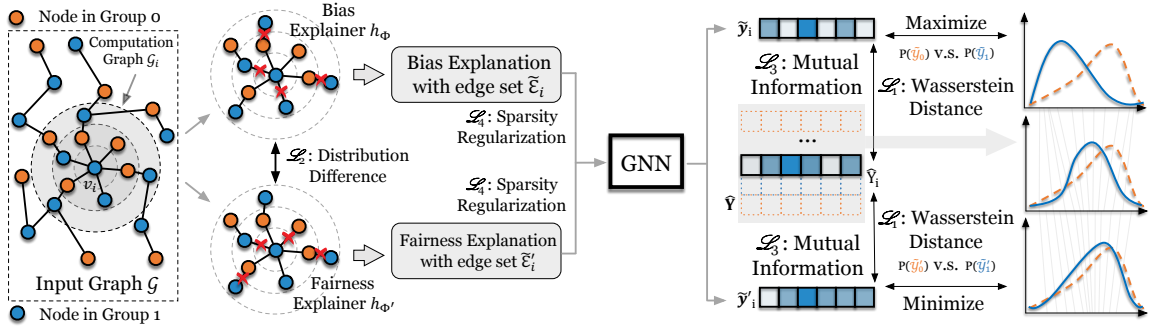 Node in Group 0
Computation
Graph 𝒢i
vi
Input Graph 𝒢
Node in Group 1
Bias
Explainer hΦ
ℒ2: Distribution
Difference
Fairness
Explainer hΦ′
Bias Explanation
with edge set ℰ̃i
ℒ4: Sparsity
Regularization
ℒ4: Sparsity
Regularization
Fairness Explanation
with edge set ℰ̃′i
GNN
ỹi
ℒ3: Mutual
Information
...
Ŷi
Ŷ
ℒ3: Mutual
Information
ỹ′i
Maximize
P(ỹ0) V.S. P(ỹ1)
ℒ1: Wasserstein
Distance
ℒ1: Wasserstein
Distance
P(ỹ′0) V.S. P(ỹ′1)
Minimize